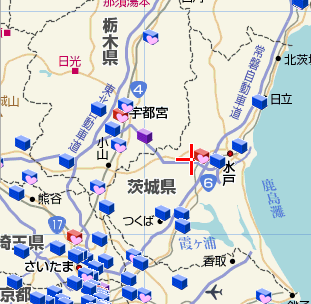 那須湯本
栃木県
日光
4
常磐自動車道
北茨城
東北自動車道
宇都宮
日立
小山
水戸
茨城県
6
熊谷
鹿島灘
17
つくば
埼玉県
霞ヶ浦
さいたま
香取
京都